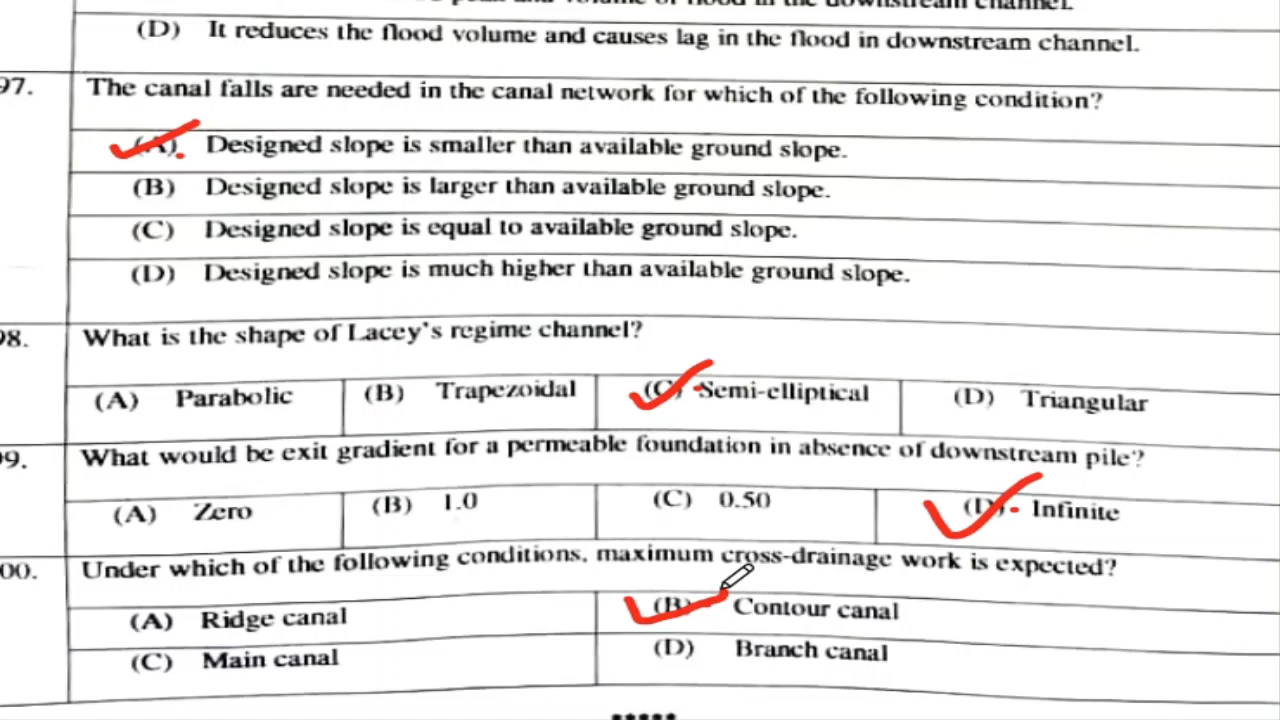 (D) It reduces the flood volume and causes lag in the flood in downstream channel.
97. The canal falls are needed in the canal network for which of the following condition?
(A) Designed slope is smaller than available ground slope.
(B) Designed slope is larger than available ground slope.
(C) Designed slope is equal to available ground slope.
(D) Designed slope is much higher than available ground slope.
98. What is the shape of Lacey's regime channel?
(A) Parabolic (B) Trapezoidal (C) Semi-elliptical (D) Triangular
99. What would be exit gradient for a permeable foundation in absence of downstream pile?
(A) Zero (B) 1.0 (C) 0.50 (D) Infinite
00. Under which of the following conditions, maximum cross-drainage work is expected?
(A) Ridge canal (B) Contour canal
(C) Main canal (D) Branch canal
*****